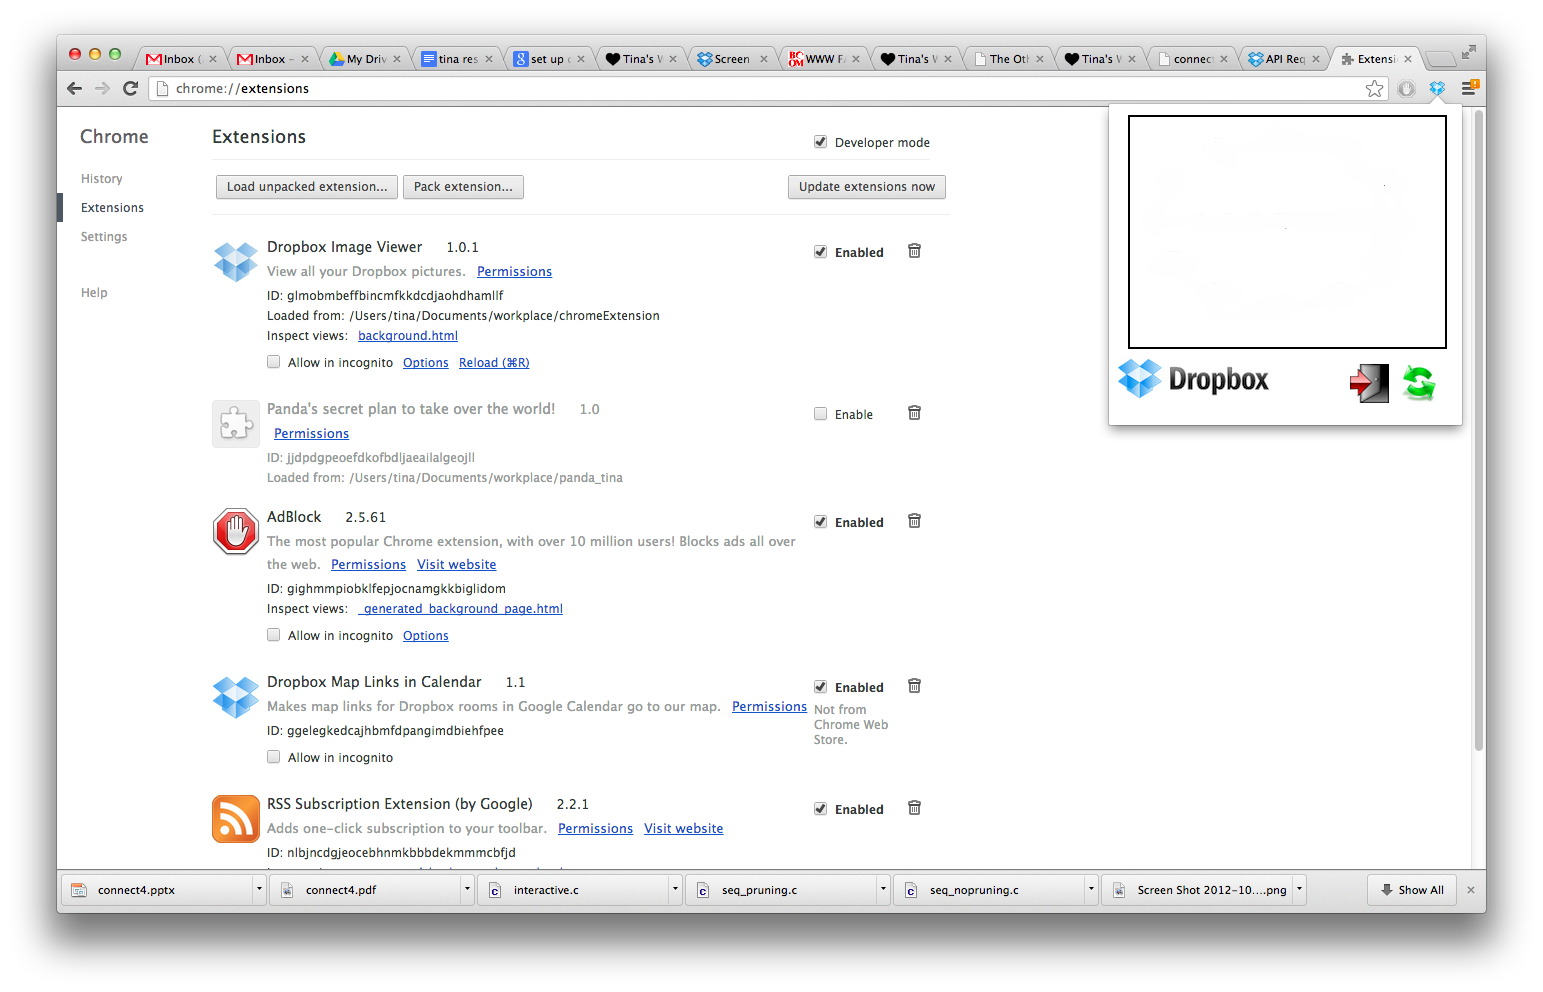 Inbox (
Inbox –
My Driv
tina res
set up
Tina's
Screen
BC
OM
WWW
Tina's
The Ot
Tina's
connect
API Req
Extensi
chrome://extensions
Chrome
History
Extensions
Settings
Help
Extensions
Developer mode
Load unpacked extension...
Pack extension...
Update extensions now
Dropbox Image Viewer 1.0.1
Enabled
View all your Dropbox pictures. Permissions
ID: glmobmbeffbincmfkkdcdjaohdhamllf
Loaded from: /Users/tina/Documents/workplace/chromeExtension
Inspect views: background.html
Allow in incognito Options Reload (⌘R)
Panda's secret plan to take over the world! 1.0
Enable
Permissions
ID: jjdpdgpeoefdkofbdljaeailalgeojll
Loaded from: /Users/tina/Documents/workplace/panda_tina
AdBlock 2.5.61
Enabled
The most popular Chrome extension, with over 10 million users! Blocks ads all over
the web. Permissions Visit website
ID: gighmmpiobklfepjocnamgkkbiglidom
Inspect views: _generated_background_page.html
Allow in incognito Options
Dropbox Map Links in Calendar 1.1
Enabled
Makes map links for Dropbox rooms in Google Calendar go to our map. Permissions
Not from
Chrome Web
Store.
ID: ggelegkedcajhbmfdpangimdbiehfpee
Allow in incognito
RSS Subscription Extension (by Google) 2.2.1
Enabled
Adds one-click subscription to your toolbar. Permissions Visit website
ID: nlbjncdgjeocebhnmkbbbdekmmmcbfjd
Dropbox
connect4.pptx
connect4.pdf
interactive.c
seq_pruning.c
seq_nopruning.c
Screen Shot 2012-10....png
Show All